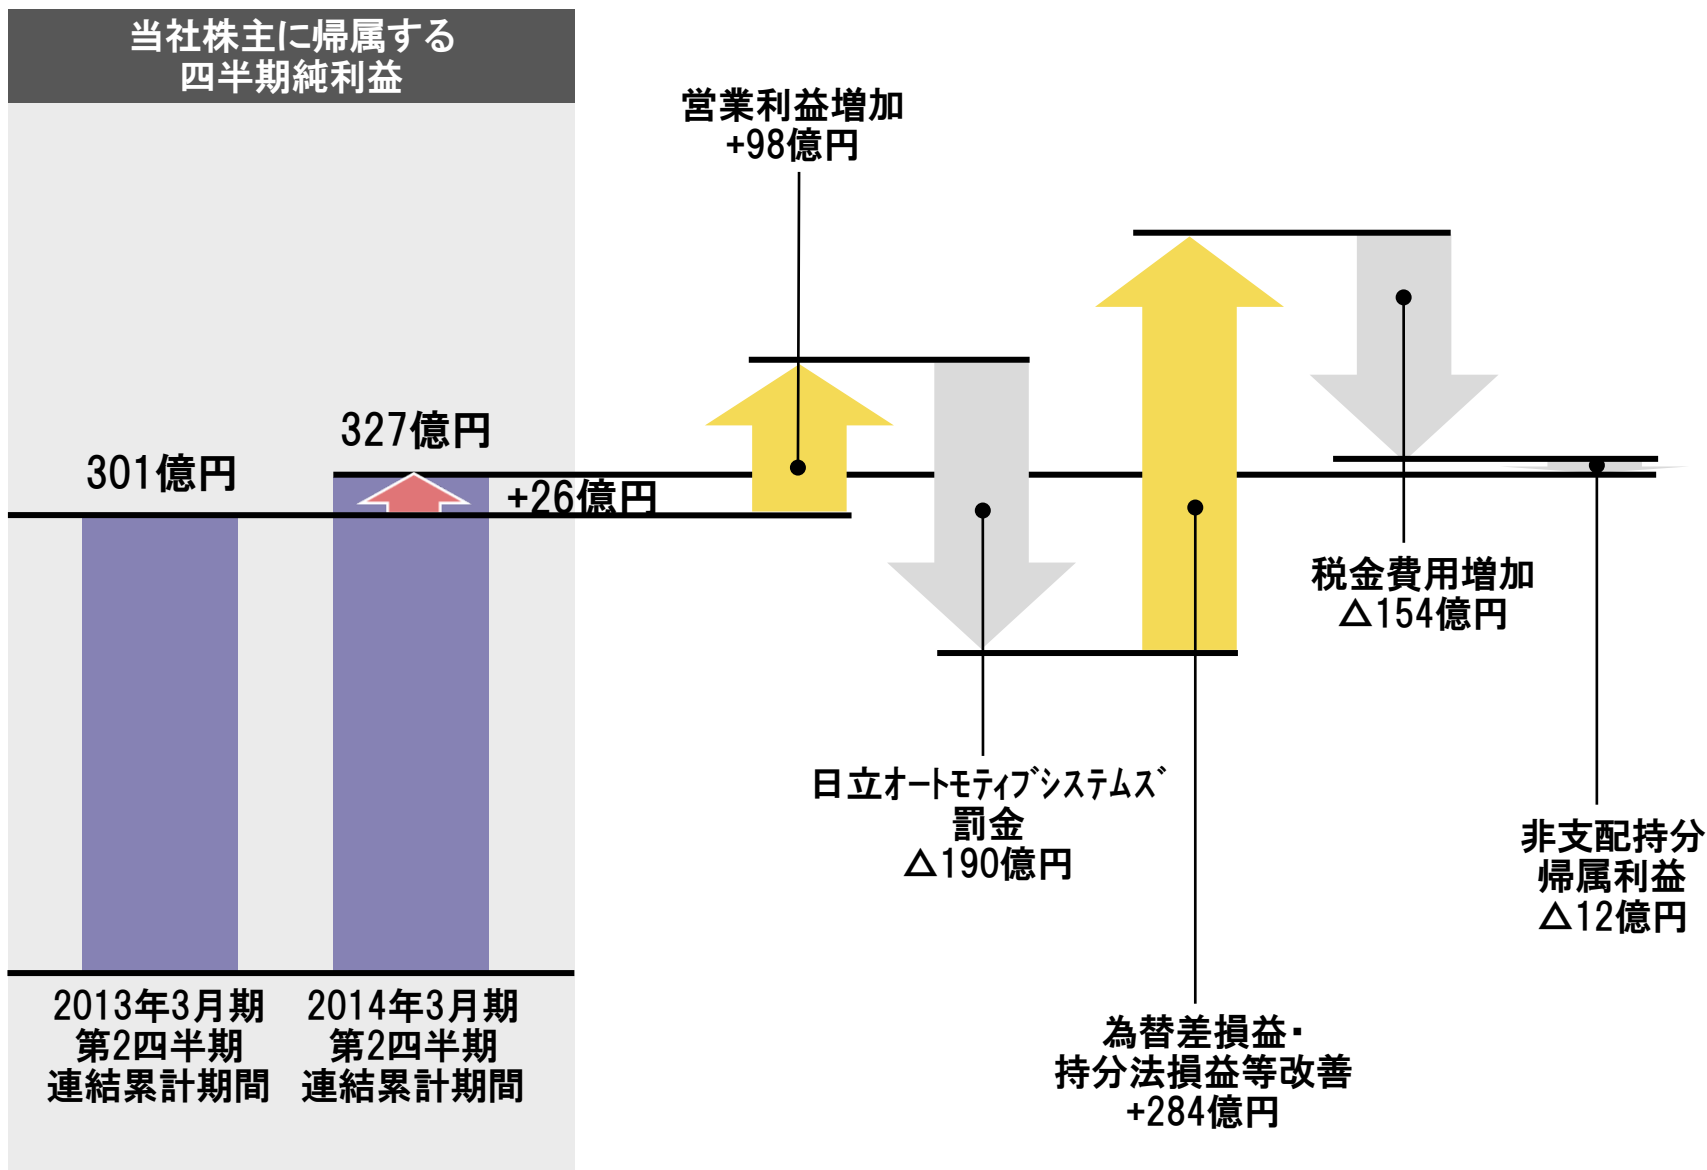 当社株主に帰属する
四半期純利益
営業利益増加
+98億円
327億円
301億円
+26億円
税金費用増加
△154億円
日立オートモティブシステムズ
罰金
△190億円
非支配持分
帰属利益
△12億円
2013年3月期
第2四半期
連結累計期間
2014年3月期
第2四半期
連結累計期間
為替差損益・
持分法損益等改善
+284億円